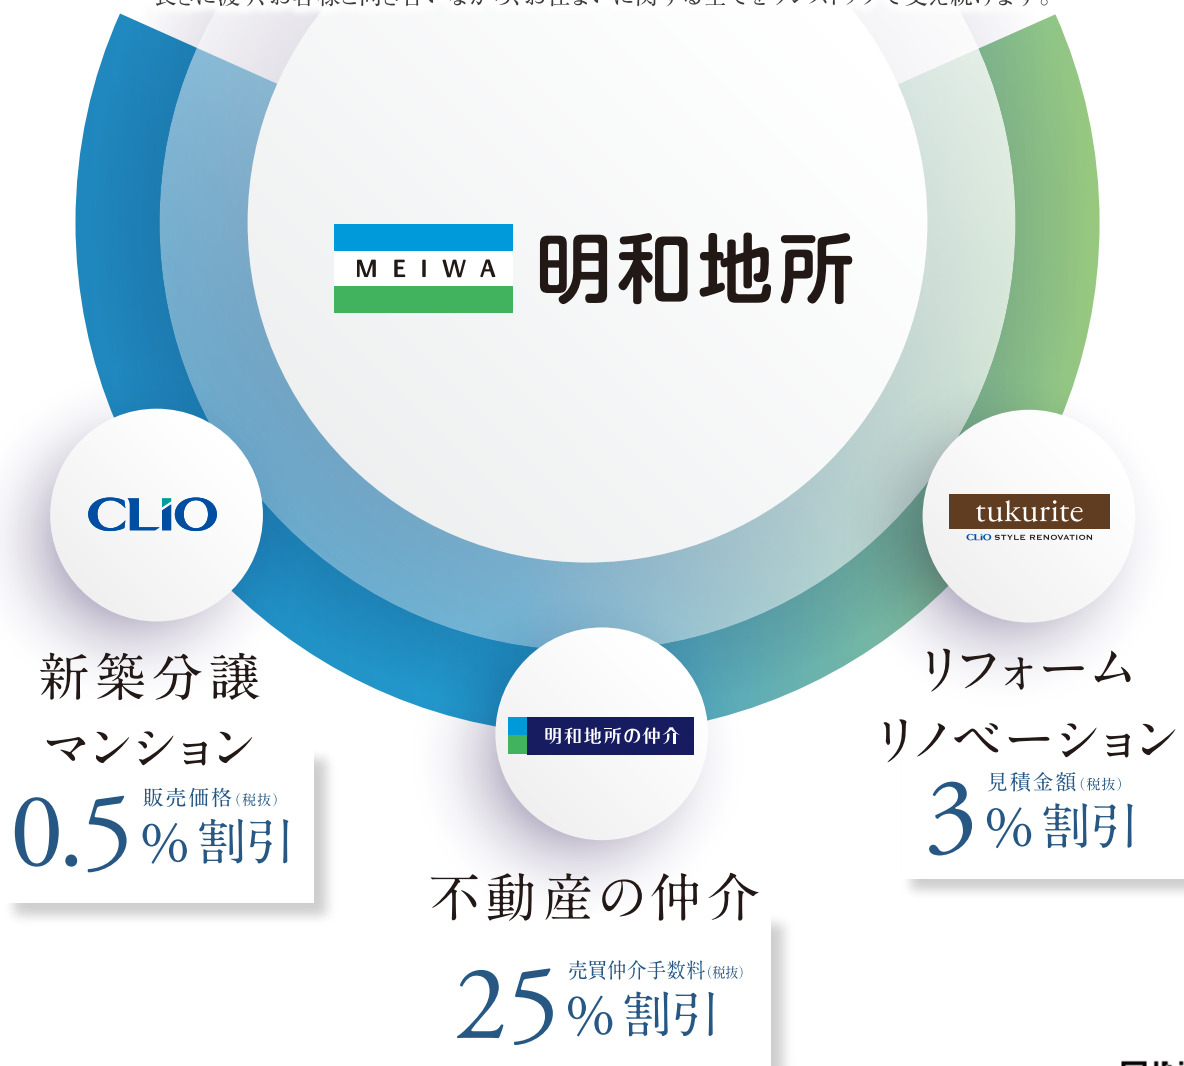 MEIWA 明和地所
CLiO
新築分譲
マンション
販売価格(税抜)
0.5%割引
明和地所の仲介
不動産の仲介
売買仲介手数料(税抜)
25%割引
tukurite
CLiO STYLE RENOVATION
リフォーム
リノベーション
見積金額(税抜)
3%割引